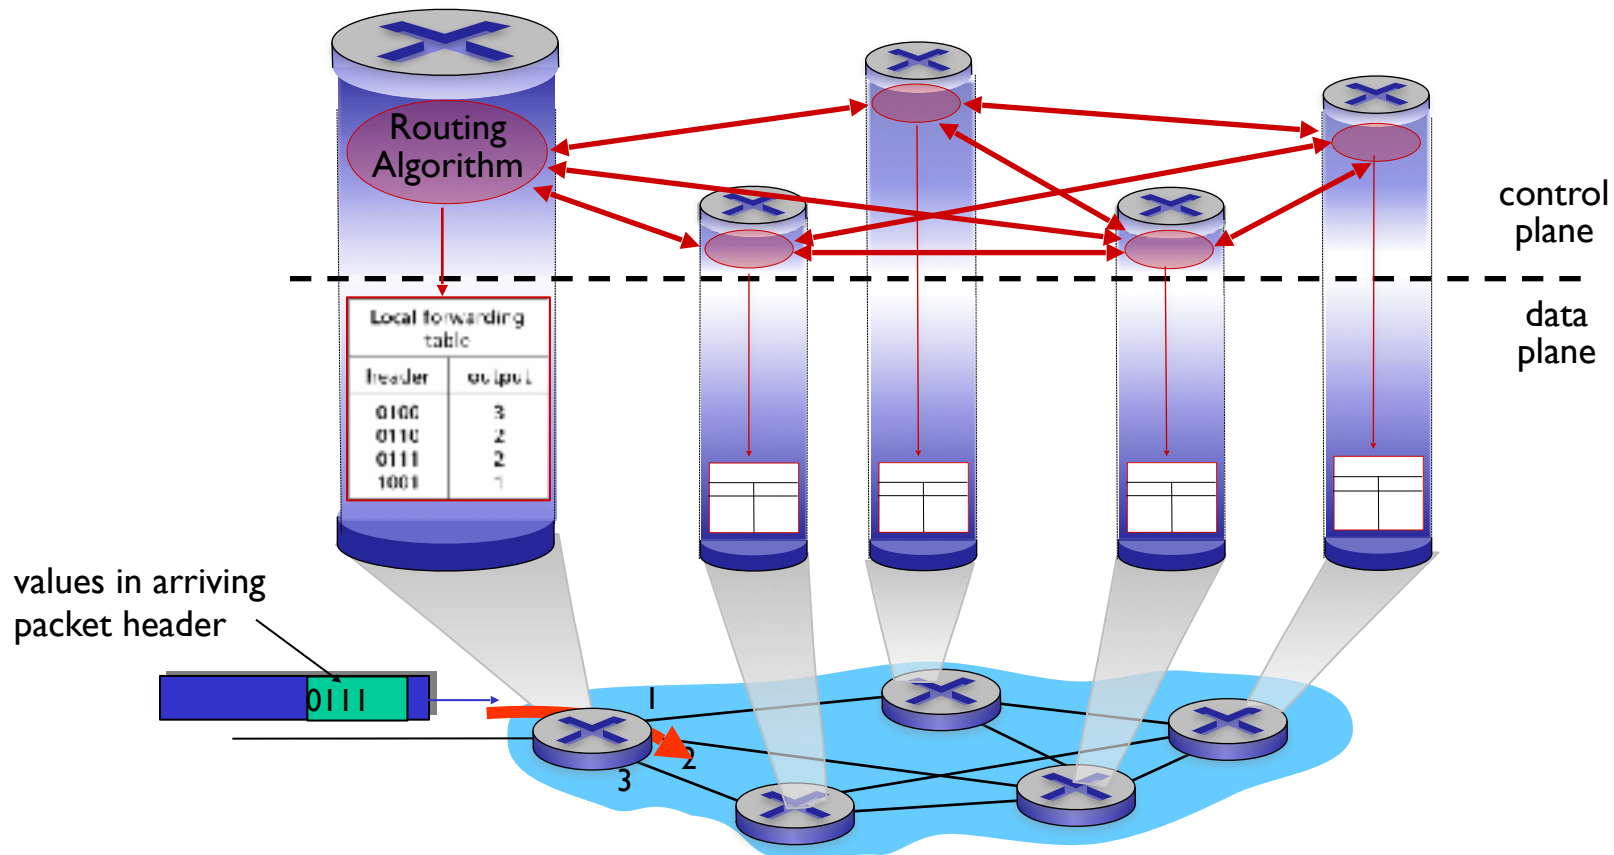 Routing
Algorithm
control
plane
data
plane
Local forwarding
table
header output
0100 3
0110 2
0111 2
1001 1
values in arriving
packet header
0111
1
2
3